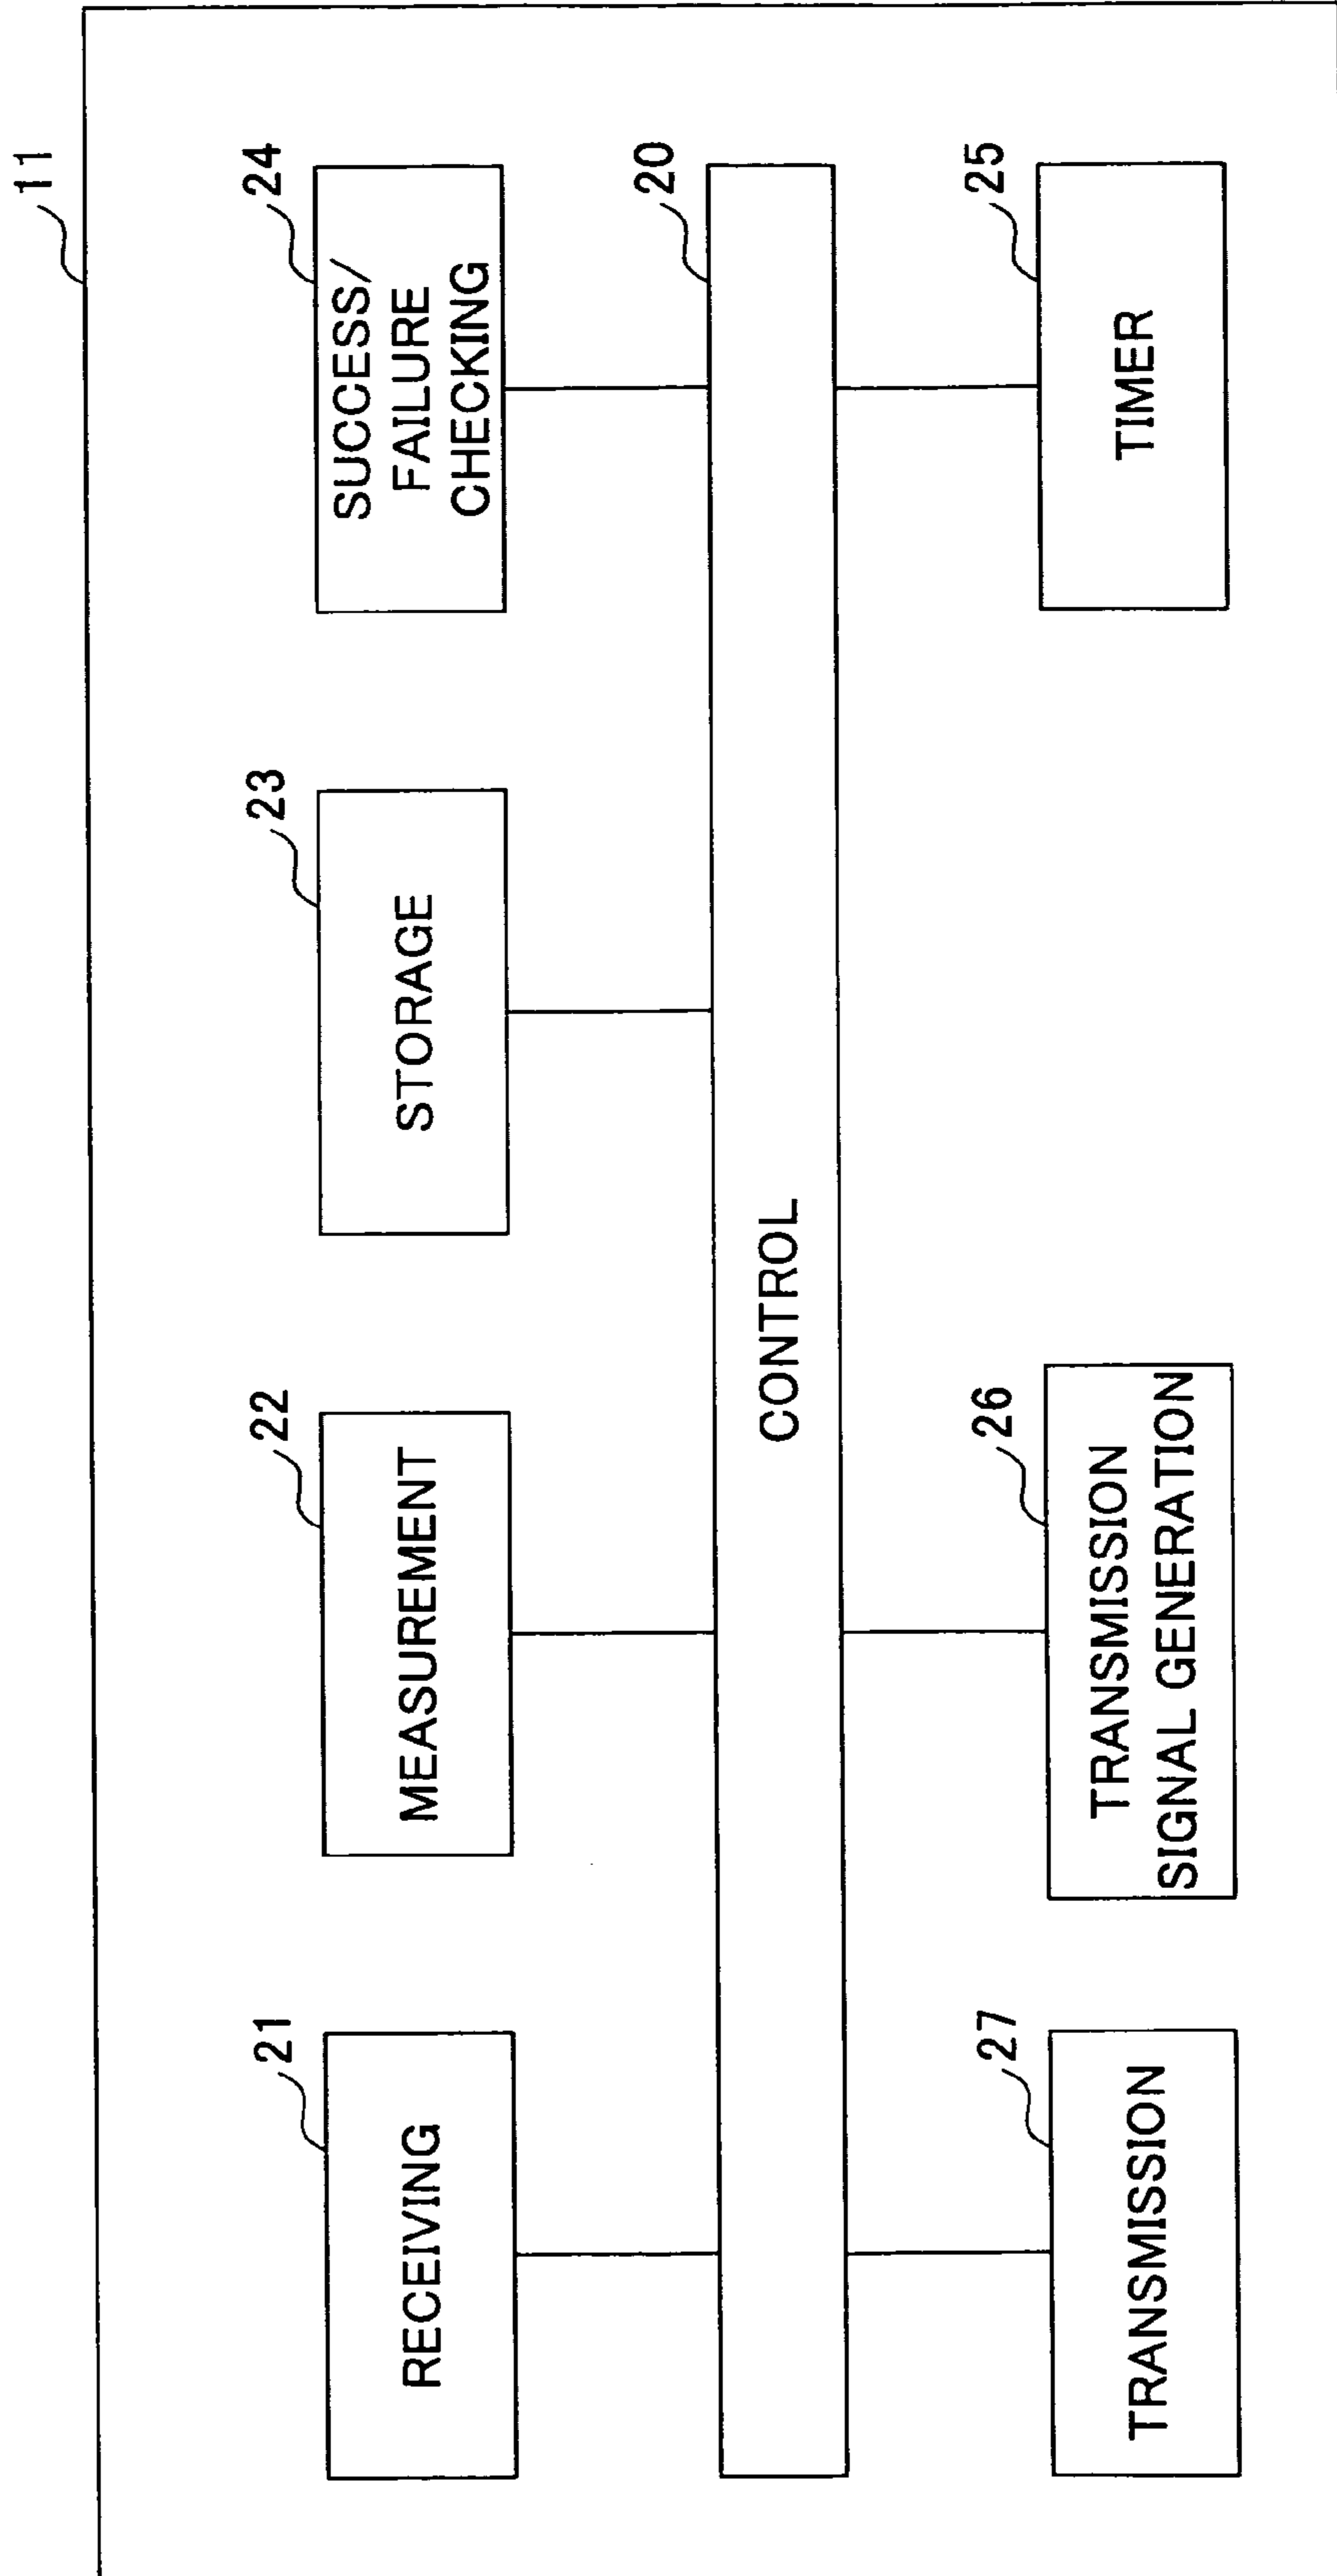 11
21
22
23
24
RECEIVING
MEASUREMENT
STORAGE
SUCCESS/
FAILURE
CHECKING
20
CONTROL
27
26
25
TRANSMISSION
TRANSMISSION
SIGNAL GENERATION
TIMER